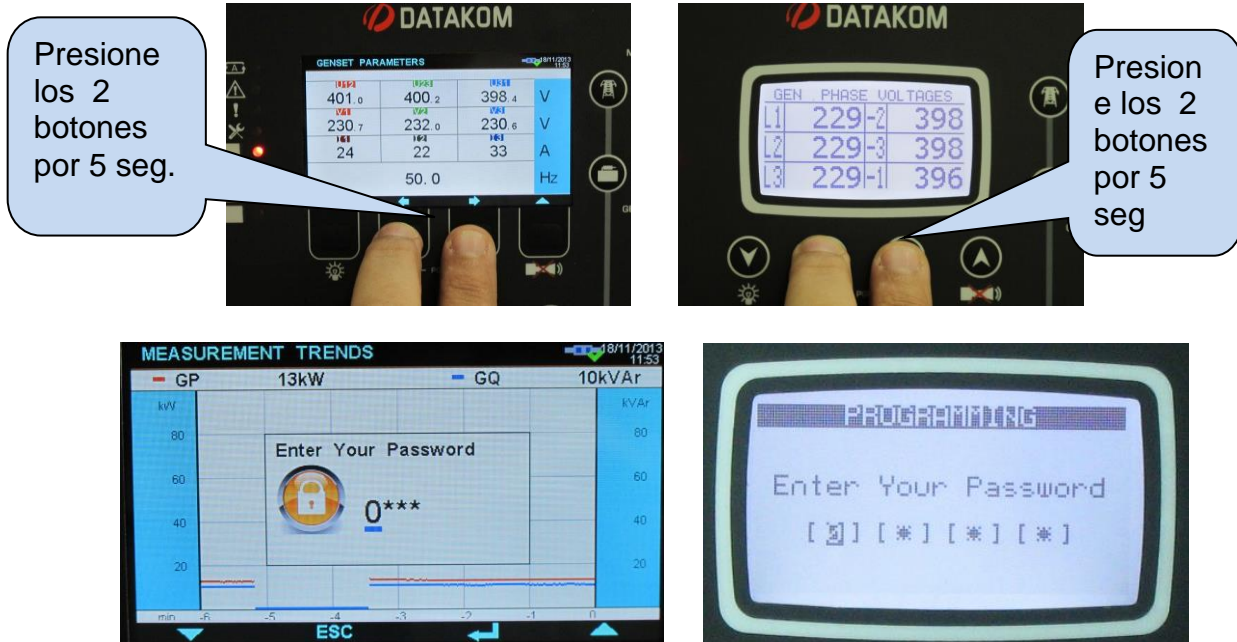 Presione
los 2
botones
por 5 seg.
DATAKOM
GENSET PARAMETERS 18/11/2013
11:53
U12 U23 U31
401.0 400.2 398.4 V
V1 V2 V3
230.7 232.0 230.6 V
I1 I2 I3
24 22 33 A
50.0 Hz
DATAKOM
GEN PHASE VOLTAGES
L1 229-2 398
L2 229-3 398
L3 229-1 396
Presion
e los 2
botones
por 5
seg
MEASUREMENT TRENDS 18/11/2013
11:53
GP 13kW GQ 10kVAr
kW kVAr
80 80
60 60
40 40
20 20
Enter Your Password
0***
min -6 -5 -4 -3 -2 -1 0
ESC
PROGRAMMING
Enter Your Password
[5] [*] [*] [*]